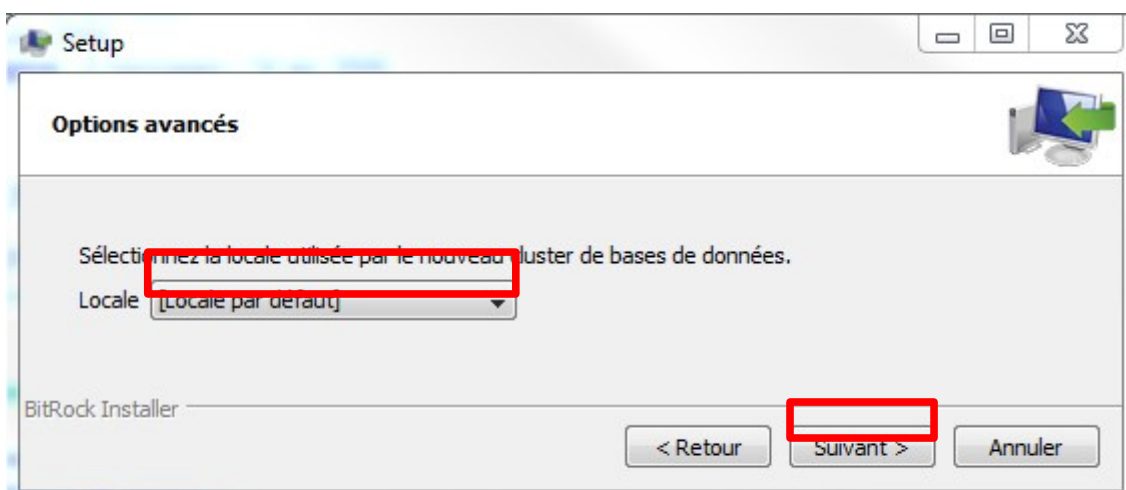 Setup
Options avancés
Sélectionnez la locale utilisée par le nouveau cluster de bases de données.
Locale [Locale par défaut]
BitRock Installer
< Retour Suivant > Annuler